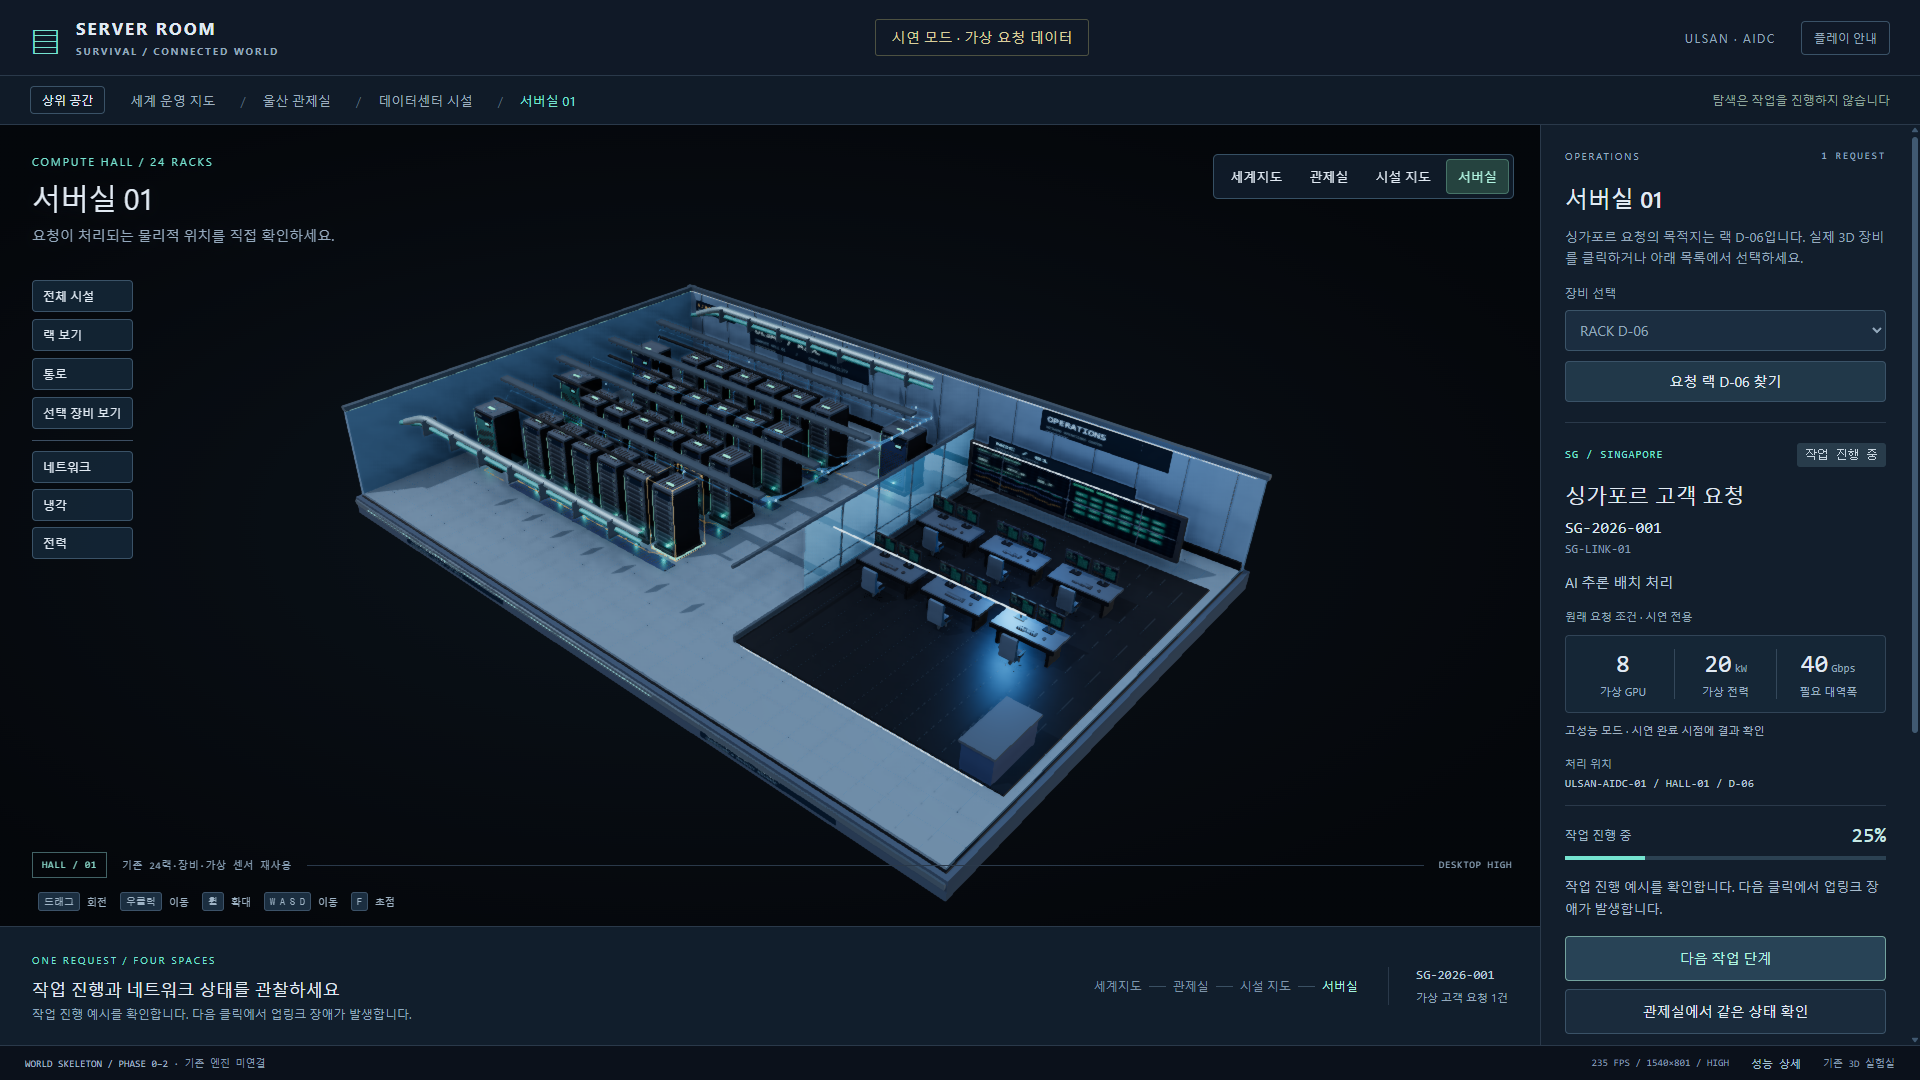 SERVER ROOM
SURVIVAL / CONNECTED WORLD
시연 모드 · 가상 요청 데이터
ULSAN · AIDC
플레이 안내
상위 공간
세계 운영 지도 / 울산 관제실 / 데이터센터 시설 / 서버실 01
탐색은 작업을 진행하지 않습니다
COMPUTE HALL / 24 RACKS
서버실 01
요청이 처리되는 물리적 위치를 직접 확인하세요.
세계지도
관제실
시설 지도
서버실
전체 시설
랙 보기
통로
선택 장비 보기
네트워크
냉각
전력
OPERATIONS
HALL / 01
기존 24랙·장비·가상 센서 재사용
DESKTOP HIGH
드래그 회전 우클릭 이동 휠 확대 W A S D 이동 F 초점
OPERATIONS
1 REQUEST
서버실 01
싱가포르 요청의 목적지는 랙 D-06입니다. 실제 3D 장비
를 클릭하거나 아래 목록에서 선택하세요.
장비 선택
RACK D-06
요청 랙 D-06 찾기
SG / SINGAPORE
작업 진행 중
싱가포르 고객 요청
SG-2026-001
SG-LINK-01
AI 추론 배치 처리
원래 요청 조건 · 시연 전용
8
가상 GPU
20 kW
가상 전력
40 Gbps
필요 대역폭
고성능 모드 · 시연 완료 시점에 결과 확인
처리 위치
ULSAN-AIDC-01 / HALL-01 / D-06
작업 진행 중
25%
작업 진행 예시를 확인합니다. 다음 클릭에서 업링크 장
애가 발생합니다.
다음 작업 단계
관제실에서 같은 상태 확인
ONE REQUEST / FOUR SPACES
작업 진행과 네트워크 상태를 관찰하세요
작업 진행 예시를 확인합니다. 다음 클릭에서 업링크 장애가 발생합니다.
세계지도 — 관제실 — 시설 지도 — 서버실
SG-2026-001
가상 고객 요청 1건
WORLD SKELETON / PHASE 0–2 · 기존 엔진 미연결
235 FPS / 1540×801 / HIGH
성능 상세
기존 3D 실험실